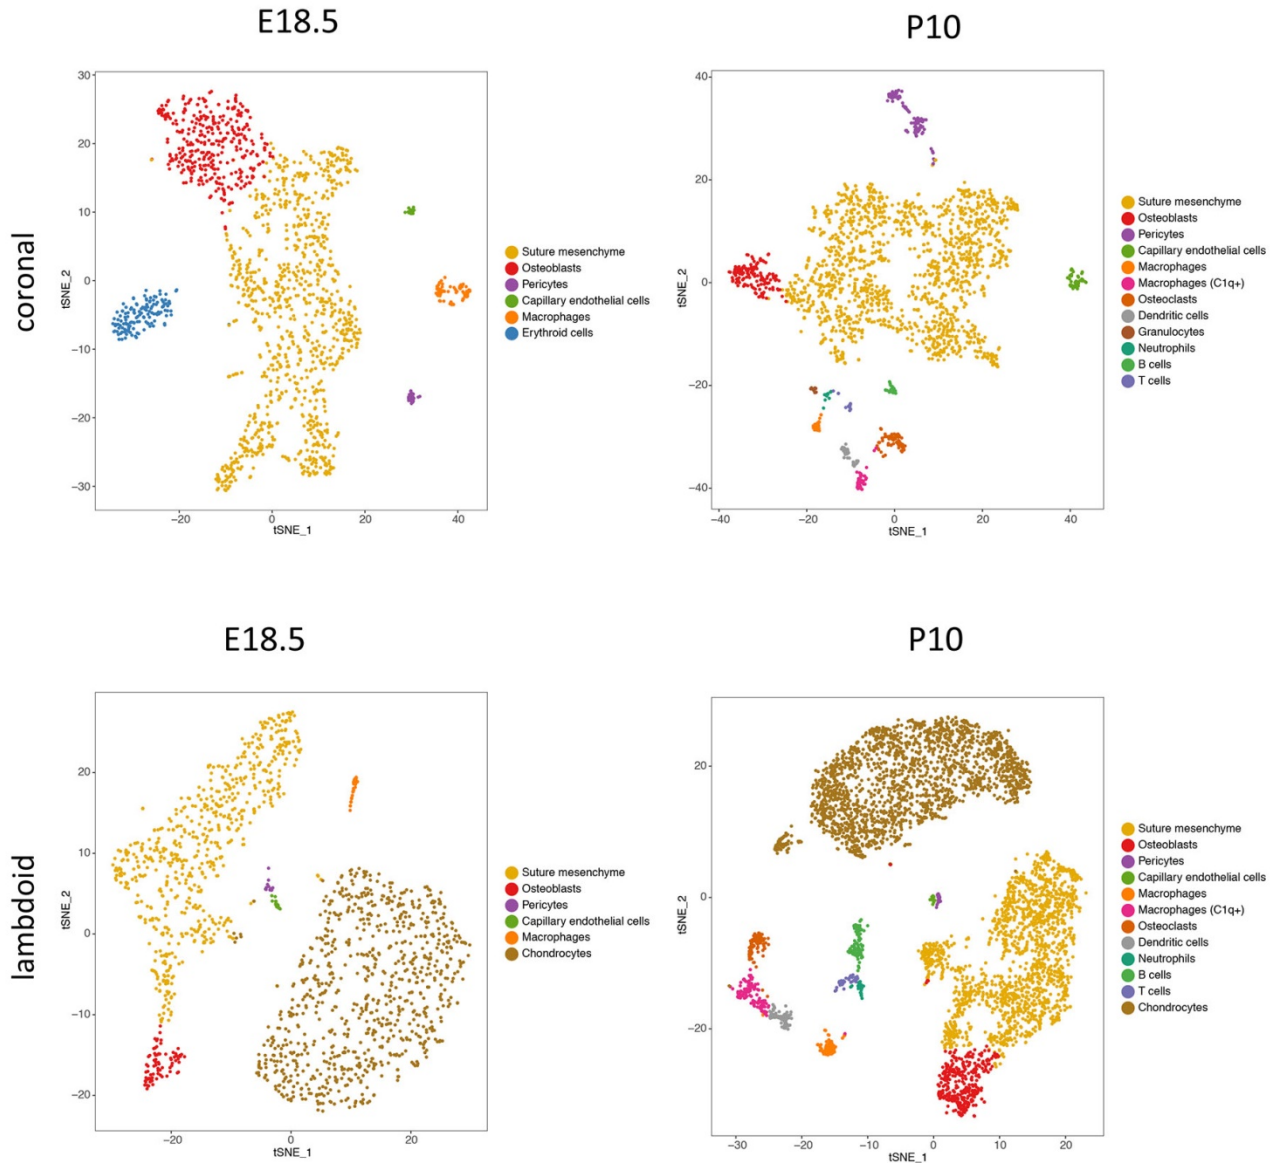 E18.5
P10
coronal
30
20
10
0
−10
−20
−30
tSNE_2
−20
0
20
40
tSNE_1
Suture mesenchyme
Osteoblasts
Pericytes
Capillary endothelial cells
Macrophages
Erythroid cells
40
20
0
−20
−40
tSNE_2
−40
−20
0
20
40
tSNE_1
Suture mesenchyme
Osteoblasts
Pericytes
Capillary endothelial cells
Macrophages
Macrophages (C1q+)
Osteoclasts
Dendritic cells
Granulocytes
Neutrophils
B cells
T cells
E18.5
P10
lambdoid
20
10
0
−10
−20
tSNE_2
−20
0
20
tSNE_1
Suture mesenchyme
Osteoblasts
Pericytes
Capillary endothelial cells
Macrophages
Chondrocytes
20
0
−20
tSNE_2
−30
−20
−10
0
10
20
tSNE_1
Suture mesenchyme
Osteoblasts
Pericytes
Capillary endothelial cells
Macrophages
Macrophages (C1q+)
Osteoclasts
Dendritic cells
Neutrophils
B cells
T cells
Chondrocytes